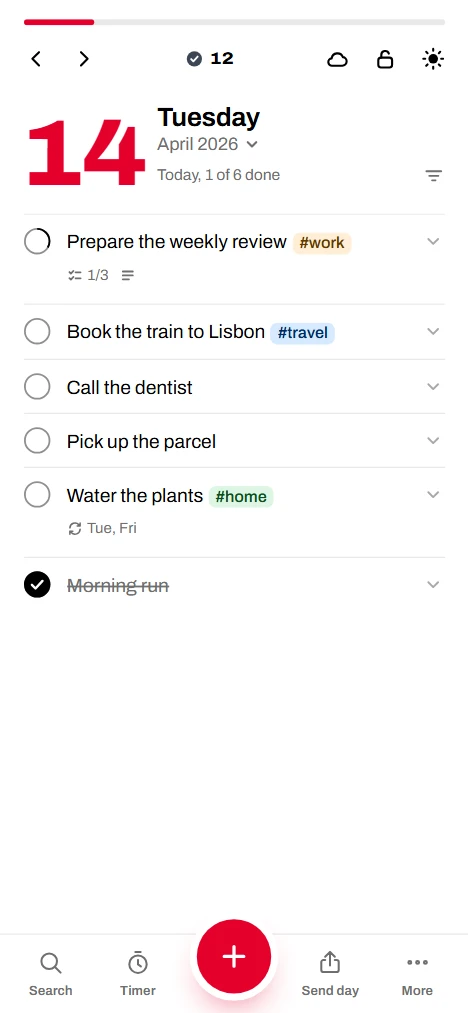 12
14
Tuesday
April 2026
Today, 1 of 6 done
Prepare the weekly review #work
1/3
Book the train to Lisbon #travel
Call the dentist
Pick up the parcel
Water the plants #home
Tue, Fri
Morning run
Search Timer Send day More